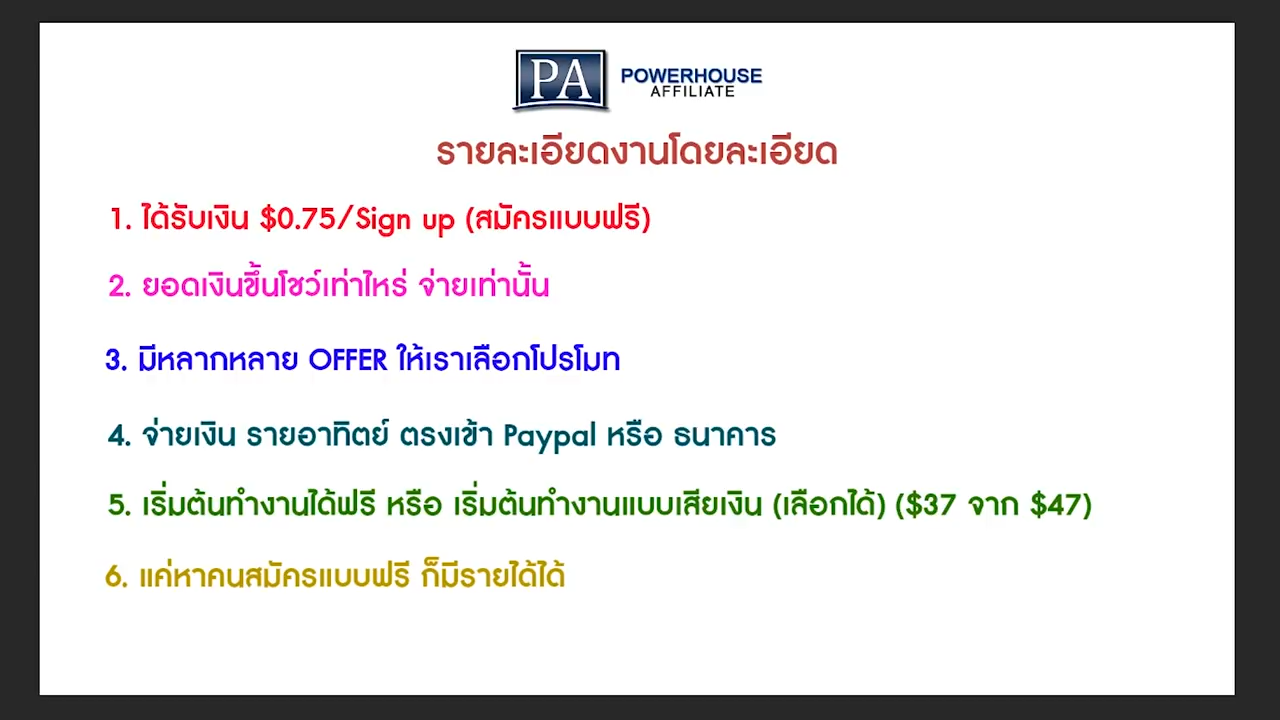 PA POWERHOUSE
AFFILIATE
รายละเอียดงานโดยละเอียด
1. ได้รับเงิน $0.75/Sign up (สมัครแบบฟรี)
2. ยอดเงินขึ้นโชว์เท่าไหร่ จ่ายเท่านั้น
3. มีหลากหลาย OFFER ให้เราเลือกโปรโมท
4. จ่ายเงิน รายอาทิตย์ ตรงเข้า Paypal หรือ ธนาคาร
5. เริ่มต้นทำงานได้ฟรี หรือ เริ่มต้นทำงานแบบเสียเงิน (เลือกได้) ($37 จาก $47)
6. แค่หาคนสมัครแบบฟรี ก็มีรายได้ได้